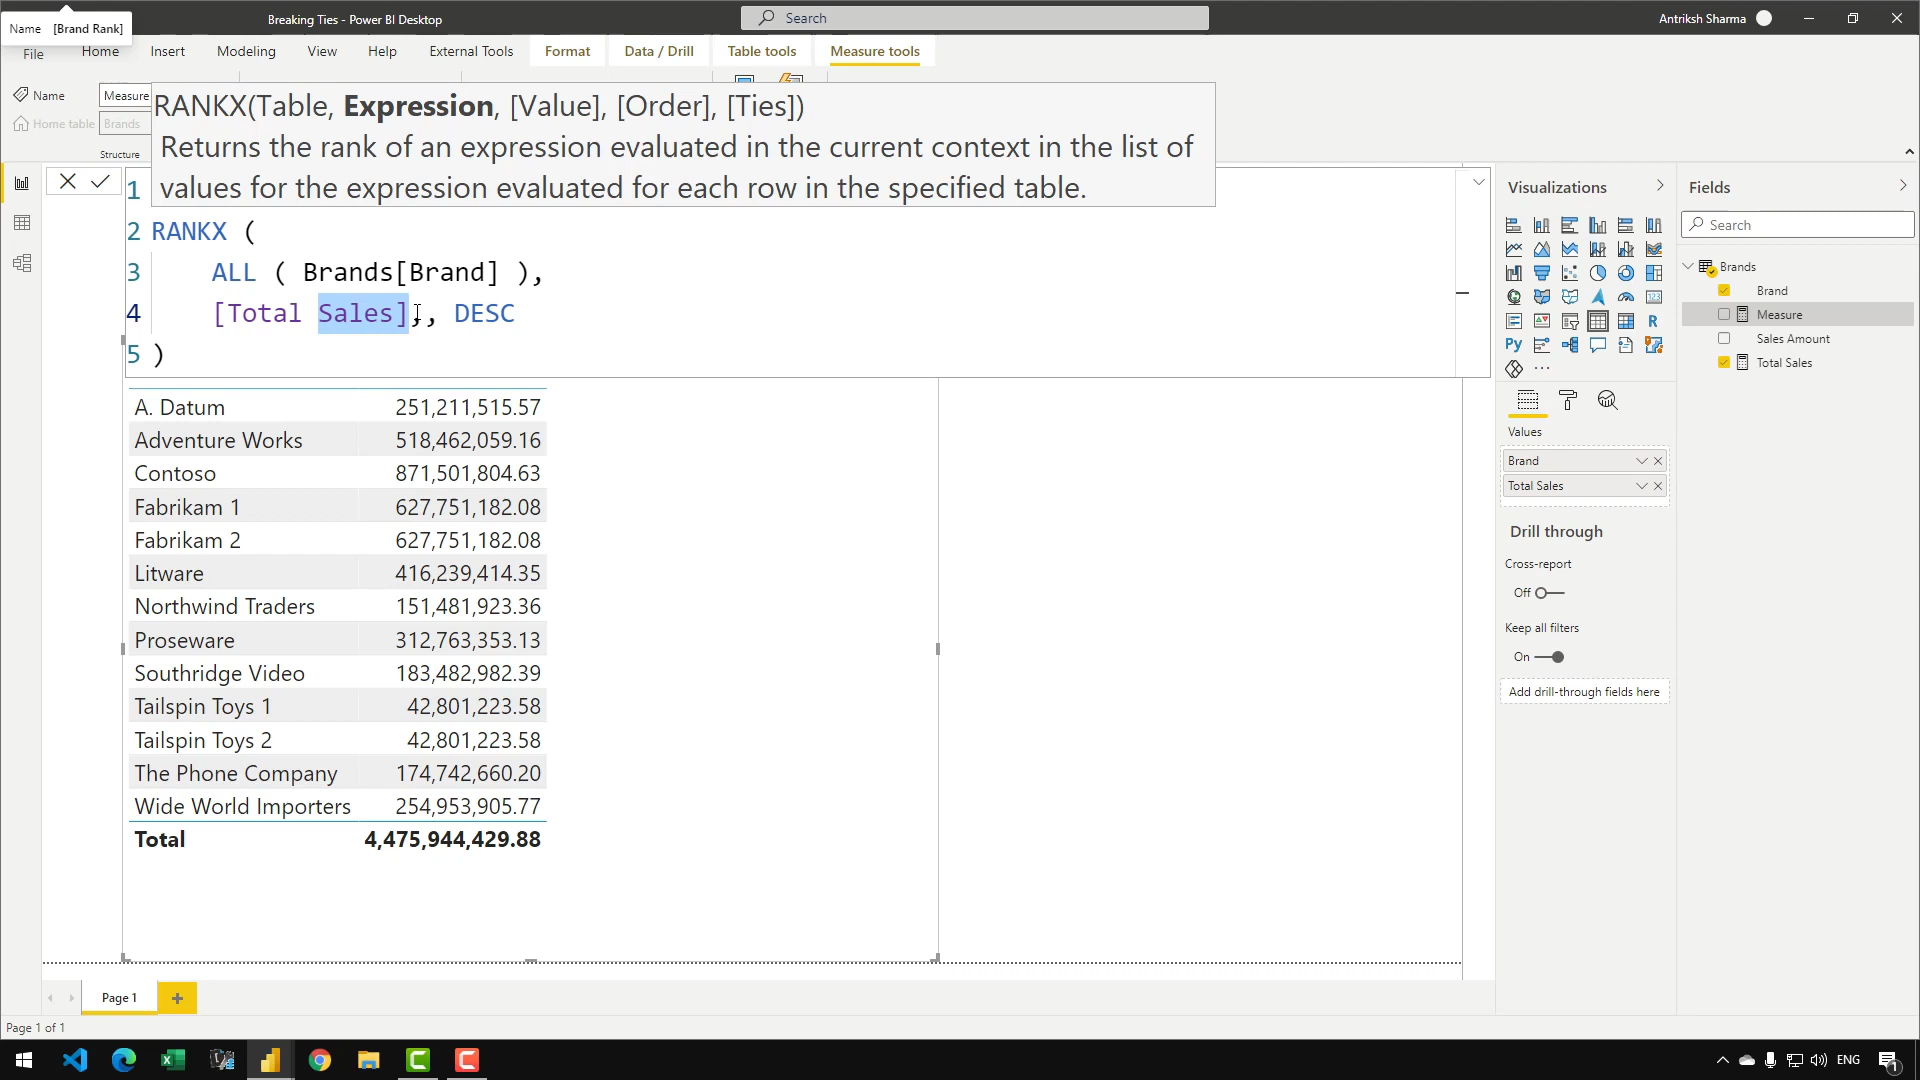 Name [Brand Rank]
Breaking Ties - Power BI Desktop
Search
Antriksh Sharma
File
Home
Insert
Modeling
View
Help
External Tools
Format
Data / Drill
Table tools
Measure tools
Name
Measure
Home table
Brands
Structure
RANKX(Table, Expression, [Value], [Order], [Ties])
Returns the rank of an expression evaluated in the current context in the list of
values for the expression evaluated for each row in the specified table.
1
2 RANKX (
3 ALL ( Brands[Brand] ),
4 [Total Sales],, DESC
5 )
A. Datum 251,211,515.57
Adventure Works 518,462,059.16
Contoso 871,501,804.63
Fabrikam 1 627,751,182.08
Fabrikam 2 627,751,182.08
Litware 416,239,414.35
Northwind Traders 151,481,923.36
Proseware 312,763,353.13
Southridge Video 183,482,982.39
Tailspin Toys 1 42,801,223.58
Tailspin Toys 2 42,801,223.58
The Phone Company 174,742,660.20
Wide World Importers 254,953,905.77
Total 4,475,944,429.88
Visualizations
R
Py
123
...
Values
Brand
Total Sales
Drill through
Cross-report
Off
Keep all filters
On
Add drill-through fields here
Fields
Search
Brands
Brand
Measure
Sales Amount
Total Sales
Page 1
+
Page 1 of 1
ENG
1